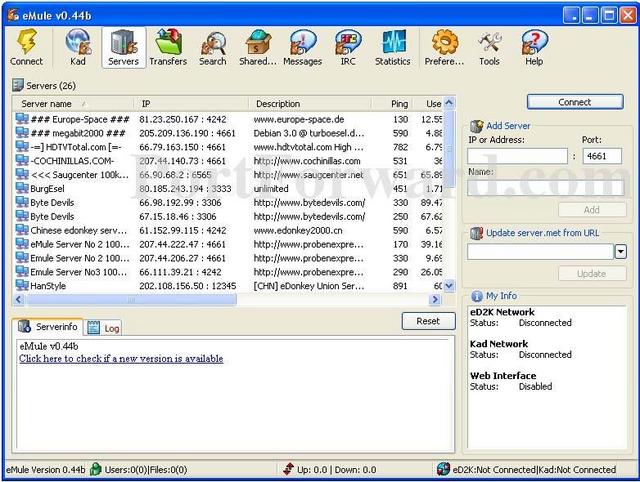 eMule v0.44b
Connect Kad Servers Transfers Search Shared... Messages IRC Statistics Prefere... Tools Help
Servers (26)
Server name IP Description Ping Use
### Europe-Space ### 81.23.250.167 : 4242 www.europe-space.de 130 12.55
### megabit2000 ### 205.209.136.190 : 4661 Debian 3.0 @ turboesel.d... 590 4.88
-=] HDTVTotal.com [=- 66.79.163.150 : 4661 www.hdtvtotal.com High ... 782 6.79
-COCHINILLAS.COM- 207.44.140.73 : 4661 http://www.cochinillas.com 531 36
<<< Saugcenter 100k... 66.90.68.2 : 6565 http://www.saugcenter.net 651 65.89
BurgEsel 80.185.243.194 : 3333 unlimited 451 1.71
Byte Devils 66.98.192.99 : 3306 http://www.bytedevils.com/ 330 89.47
Byte Devils 67.15.18.46 : 3306 http://www.bytedevils.com/ 250 67.62
Chinese edonkey serv... 61.152.99.115 : 4242 www.edonkey2000.cn 590 6.57
eMule Server No 2 100... 207.44.222.47 : 4661 http://www.probenexpre... 170 39.16
Emule Server No 2 100... 207.44.206.27 : 4661 http://www.probenexpre... 330 9.69
Emule Server No3 100... 66.111.39.21 : 4242 http://www.probenexpre... 290 26.05
HanStyle 202.108.156.50 : 12345 [CHN] eDonkey Union Ser... 891 60
Portforward.com
Connect
Add Server
IP or Address: Port:
: 4661
Name:
Add
Update server.met from URL
Update
My Info
eD2K Network
Status: Disconnected
Kad Network
Status: Disconnected
Web Interface
Status: Disabled
Serverinfo Log Reset
eMule v0.44b
Click here to check if a new version is available
eMule Version 0.44b Users:0(0)|Files:0(0) Up: 0.0 | Down: 0.0 eD2K:Not Connected|Kad:Not Connected